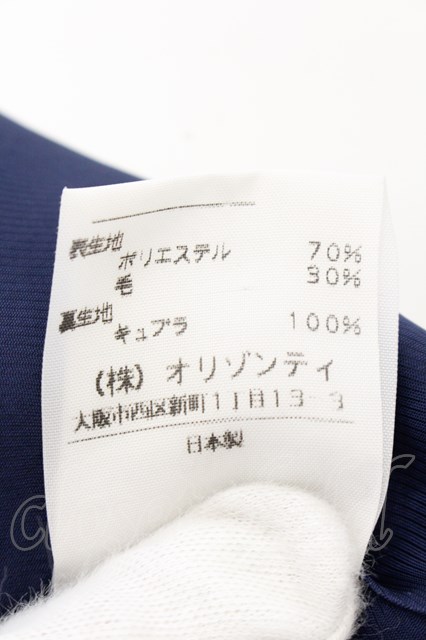 表生地
ポリエステル 70%
毛 30%
裏生地
キュプラ 100%
(株) オリゾンティ
大阪市西区新町1丁目13-3
日本製